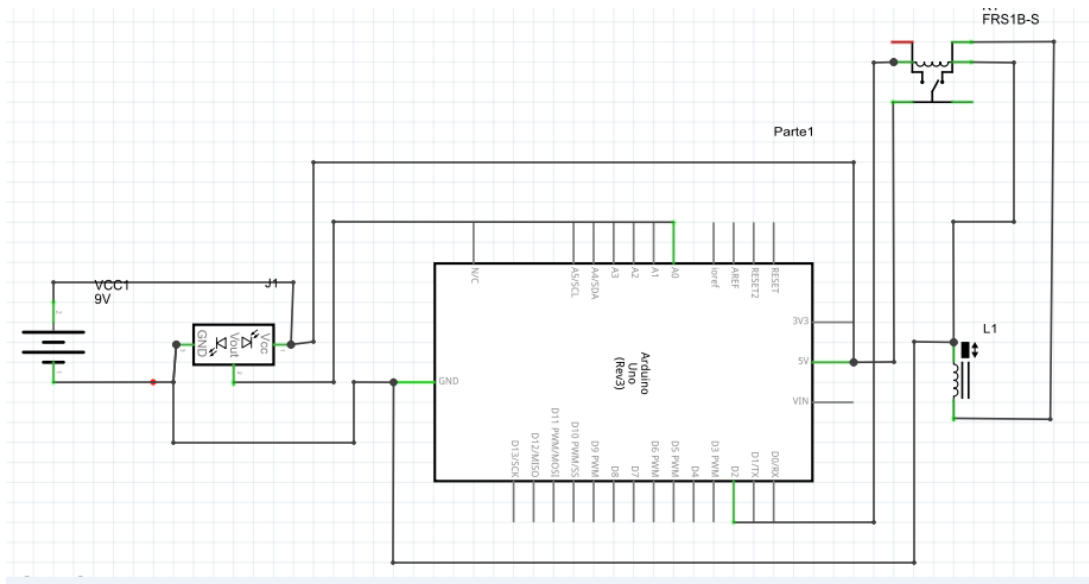 FRS1B-S
Parte1
N/C
A5/SCL
A4/SDA
A3
A2
A1
A0
ioref
AREF
RESET2
RESET
VCC1
9V
J1
GND
Vout
Vcc
3V3
5V
VIN
GND
Arduino
Uno
(Rev3)
L1
D13/SCK
D12/MISO
D11 PWM/MOSI
D10 PWM/SS
D9 PWM
D8
D7
D6 PWM
D5 PWM
D4
D3 PWM
D2
D1/TX
D0/RX